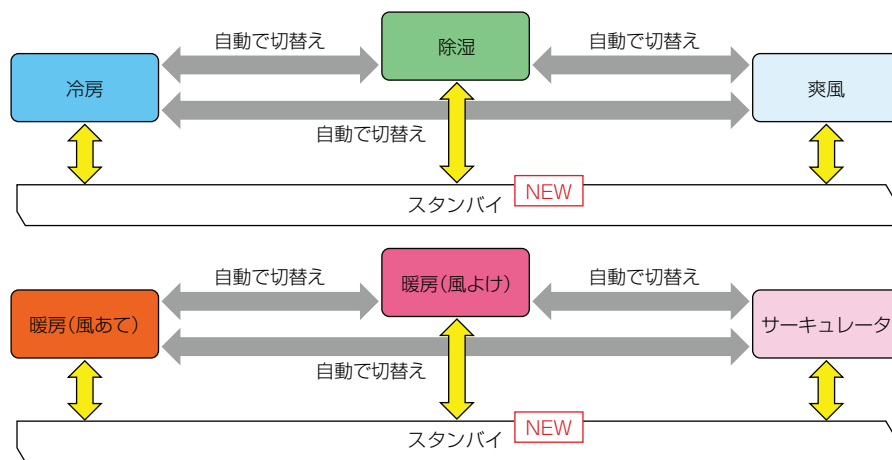 自動で切替え
除湿
自動で切替え
冷房
爽風
自動で切替え
NEW
スタンバイ
自動で切替え
暖房(風よけ)
自動で切替え
暖房(風あて)
サーキュレータ
自動で切替え
NEW
スタンバイ